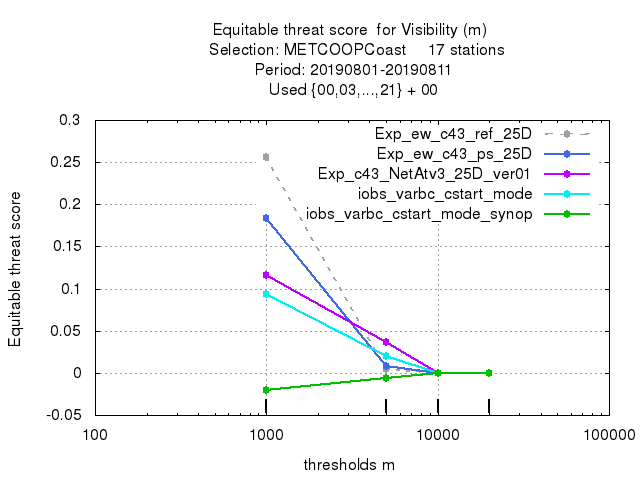 Equitable threat score  for Visibility (m)
Selection: METCOOPCoast     17 stations
Period: 20190801-20190811
Used {00,03,...,21} + 00
Equitable threat score
0.3
0.25
0.2
0.15
0.1
0.05
0
-0.05
Exp_ew_c43_ref_25D
Exp_ew_c43_ps_25D
Exp_c43_NetAtv3_25D_ver01
iobs_varbc_cstart_mode
iobs_varbc_cstart_mode_synop
100
1000
10000
100000
thresholds m